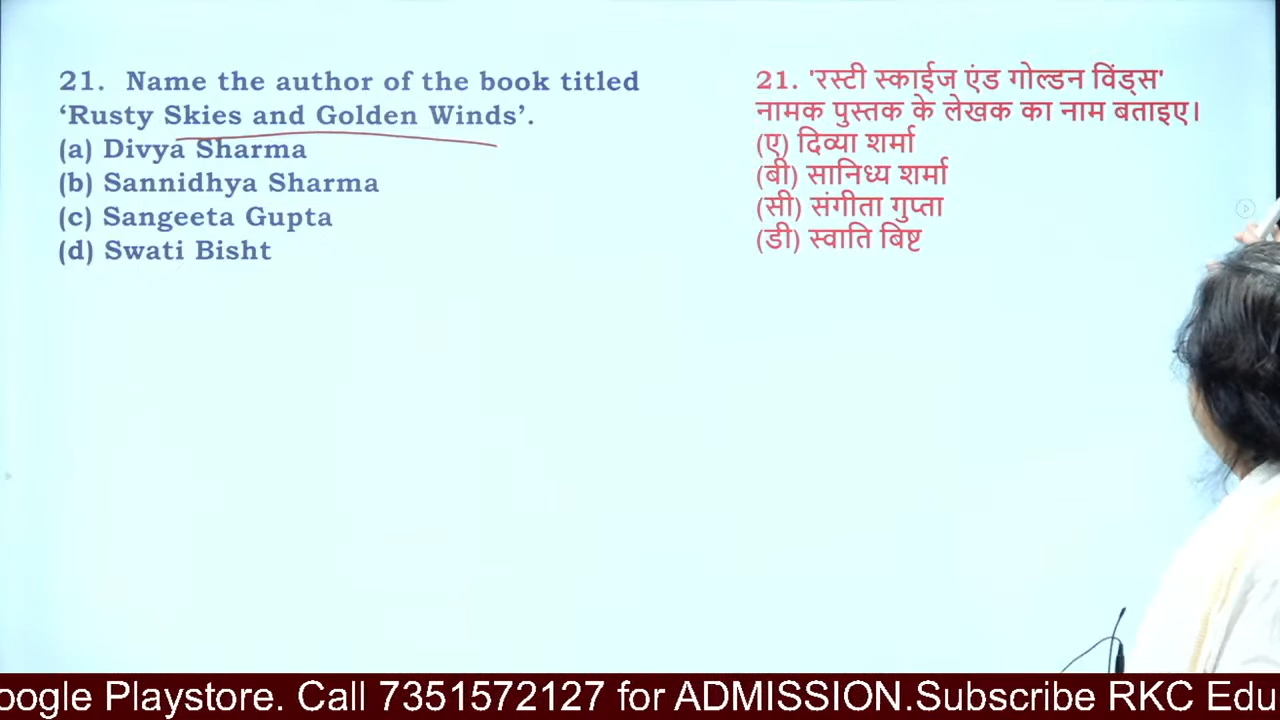 21. Name the author of the book titled
‘Rusty Skies and Golden Winds’.
(a) Divya Sharma
(b) Sannidhya Sharma
(c) Sangeeta Gupta
(d) Swati Bisht
21. 'रस्टी स्काईज एंड गोल्डन विंड्स'
नामक पुस्तक के लेखक का नाम बताइए।
(ए) दिव्या शर्मा
(बी) सानिध्य शर्मा
(सी) संगीता गुप्ता
(डी) स्वाति बिष्ट
oogle Playstore. Call 7351572127 for ADMISSION.Subscribe RKC Edu